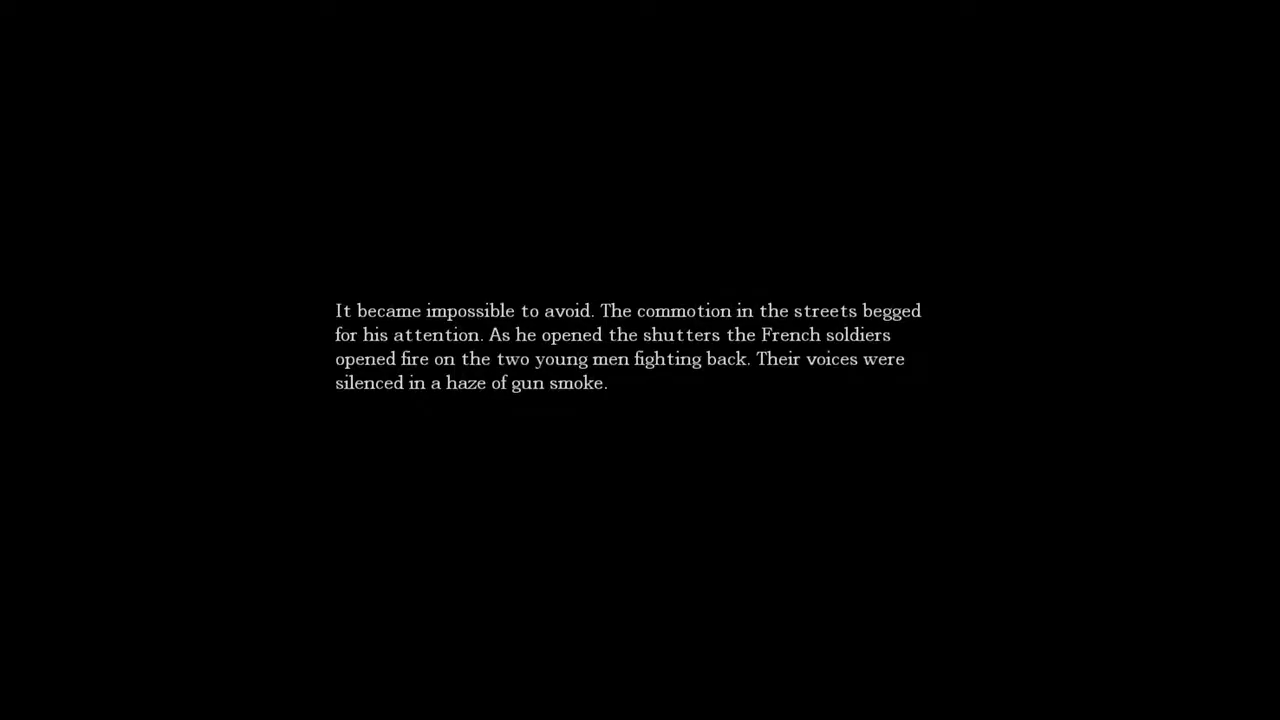 It became impossible to avoid. The commotion in the streets begged
for his attention. As he opened the shutters the French soldiers
opened fire on the two young men fighting back. Their voices were
silenced in a haze of gun smoke.